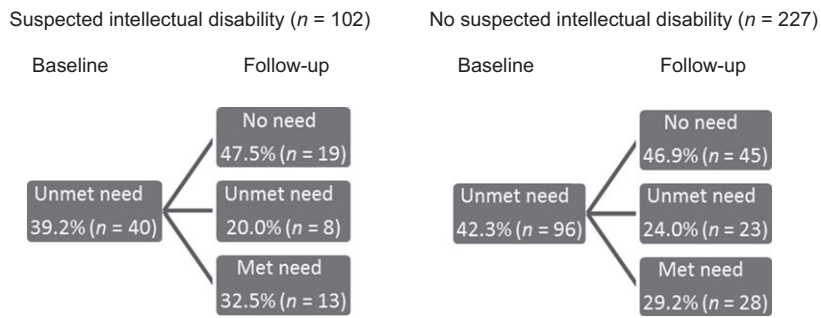 Suspected intellectual disability (n = 102)
Baseline
Follow-up
No need
47.5% (n = 19)
Unmet need
39.2% (n = 40)
Unmet need
20.0% (n = 8)
Met need
32.5% (n = 13)
No suspected intellectual disability (n = 227)
Baseline
Follow-up
No need
46.9% (n = 45)
Unmet need
42.3% (n = 96)
Unmet need
24.0% (n = 23)
Met need
29.2% (n = 28)